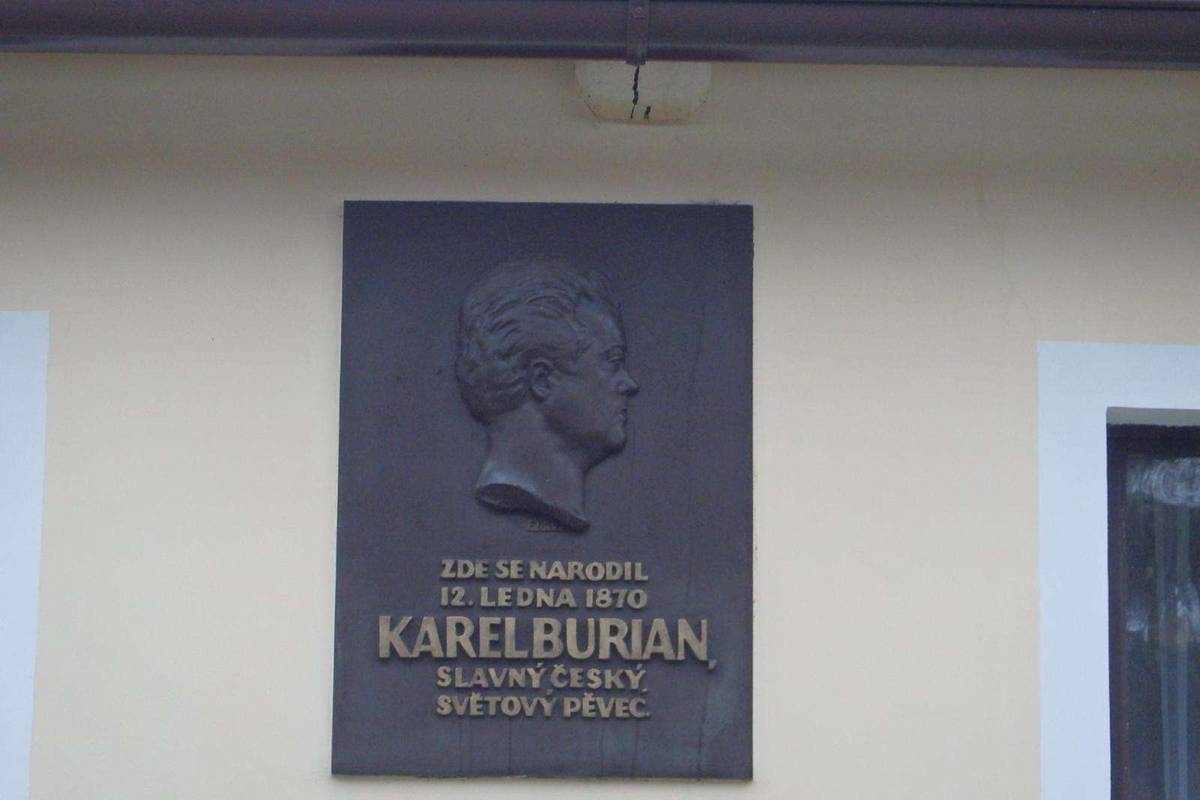 ZDE SE NARODIL
12. LEDNA 1870
KAREL BURIAN,
SLAVNÝ, ČESKÝ,
SVĚTOVÝ PĚVEC.